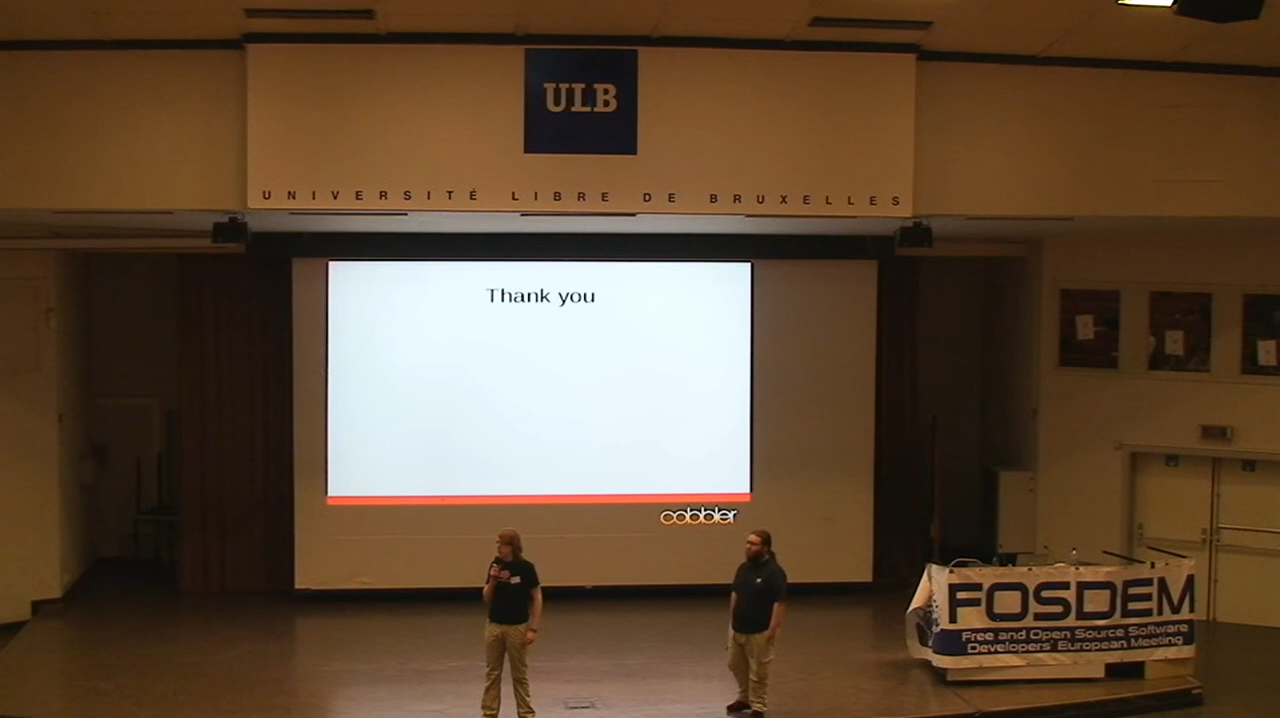 ULB
UNIVERSITÉ LIBRE DE BRUXELLES
Thank you
cobbler
FOSDEM
Free and Open Source Software
Developers' European Meeting